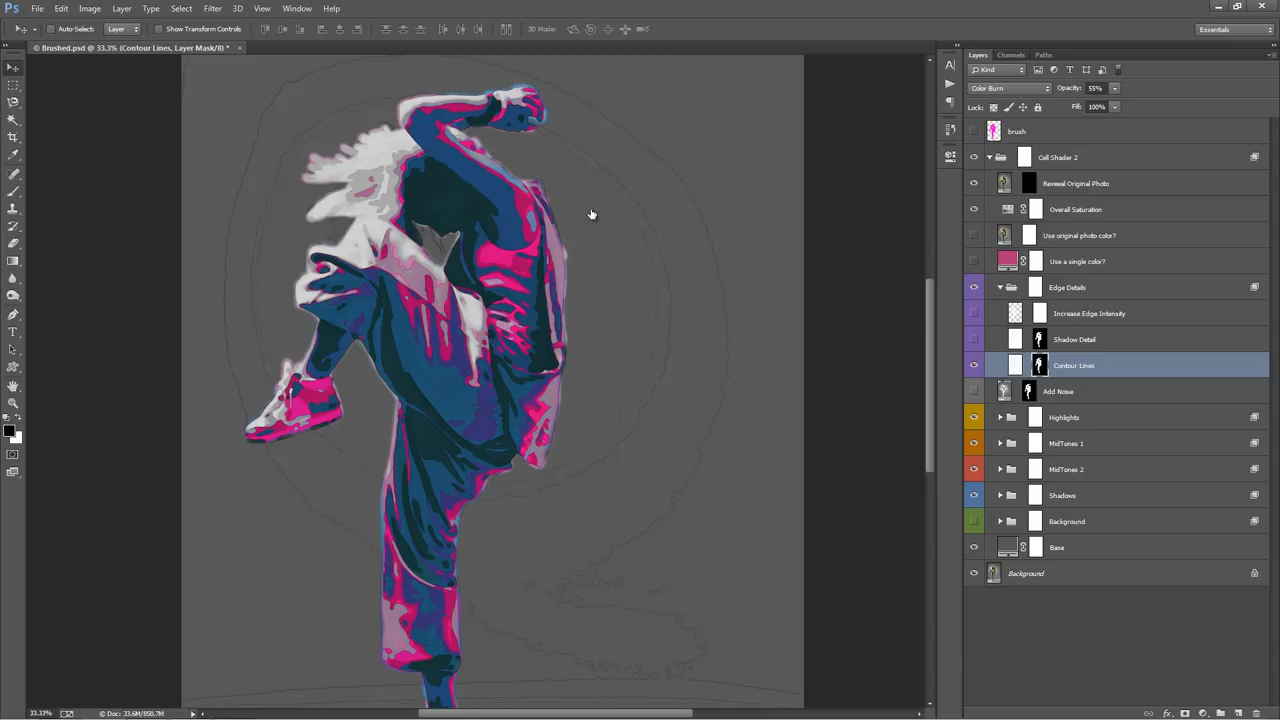 Ps File Edit Image Layer Type Select Filter 3D View Window Help
Auto-Select: Layer Show Transform Controls 3D Mode: Essentials
© Brushed.psd @ 33.3% (Contour Lines, Layer Mask/8) * ×
Layers Channels Paths
Kind
Color Burn Opacity: 55%
Lock: Fill: 100%
brush
Cell Shader 2
Reveal Original Photo
Overall Saturation
Use original photo color?
Use a single color?
Edge Details
Increase Edge Intensity
Shadow Detail
Contour Lines
Add Noise
Highlights
MidTones 1
MidTones 2
Shadows
Background
Base
Background
33.33% © Doc: 33.6M/850.7M